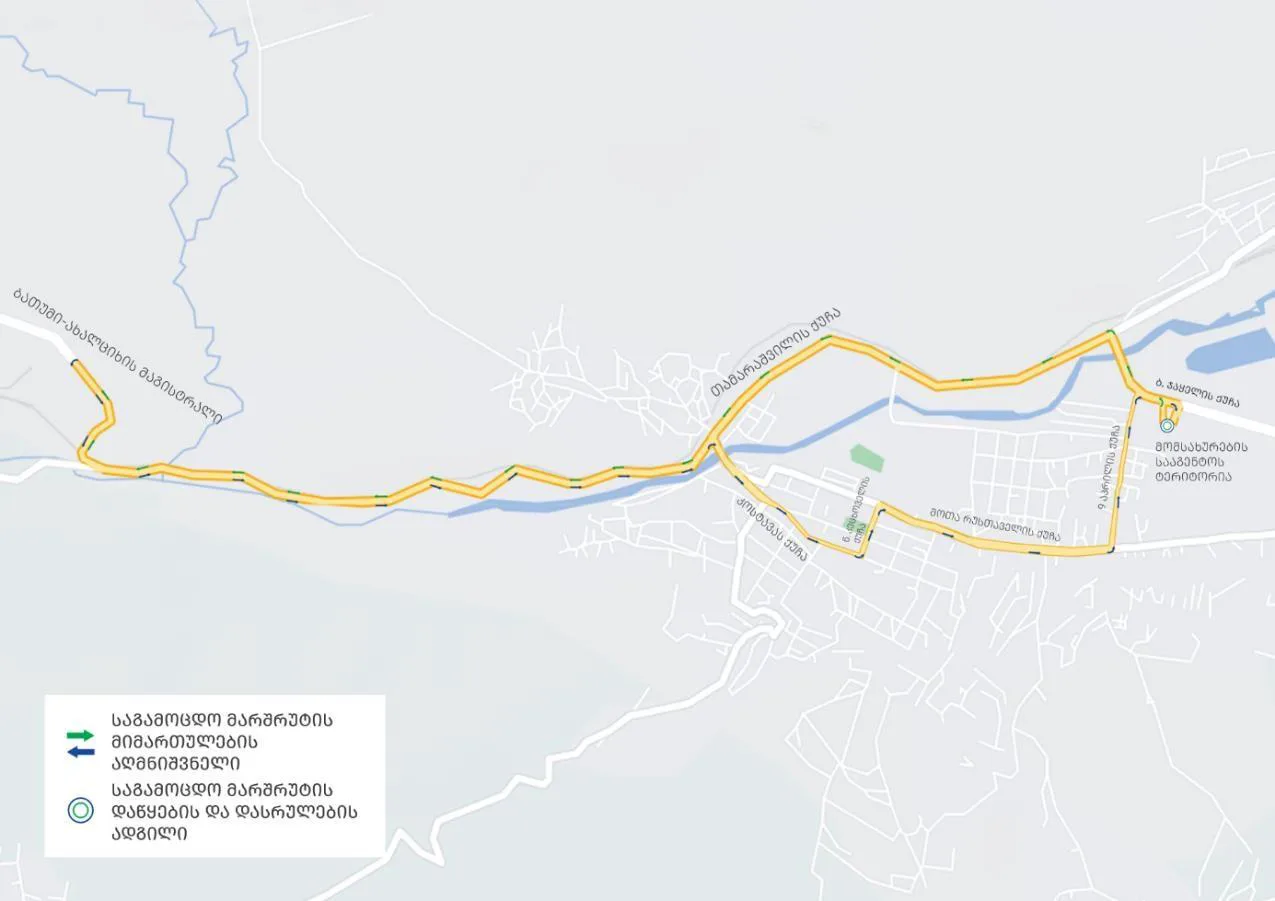 ბათუმი-ახალციხის მაგისტრალი
თამარაშვილის ქუჩა
ბ. ჯაყელის ქუჩა
მომსახურების
სააგენტოს
ტერიტორია
9 აპრილის ქუჩა
შოთა რუსთაველის ქუჩა
ქუჩა
კოსტავას ქუჩა
საგამოცდო მარშრუტის
მიმართულების
აღმნიშვნელი
საგამოცდო მარშრუტის
დაწყების და დასრულების
ადგილი